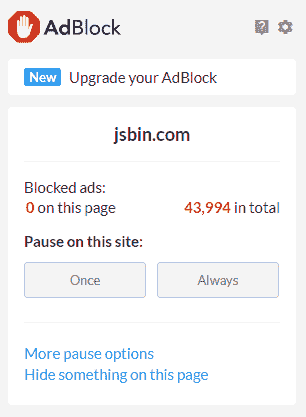 AdBlock
New Upgrade your AdBlock
jsbin.com
Blocked ads:
0 on this page 43,994 in total
Pause on this site:
Once Always
More pause options
Hide something on this page